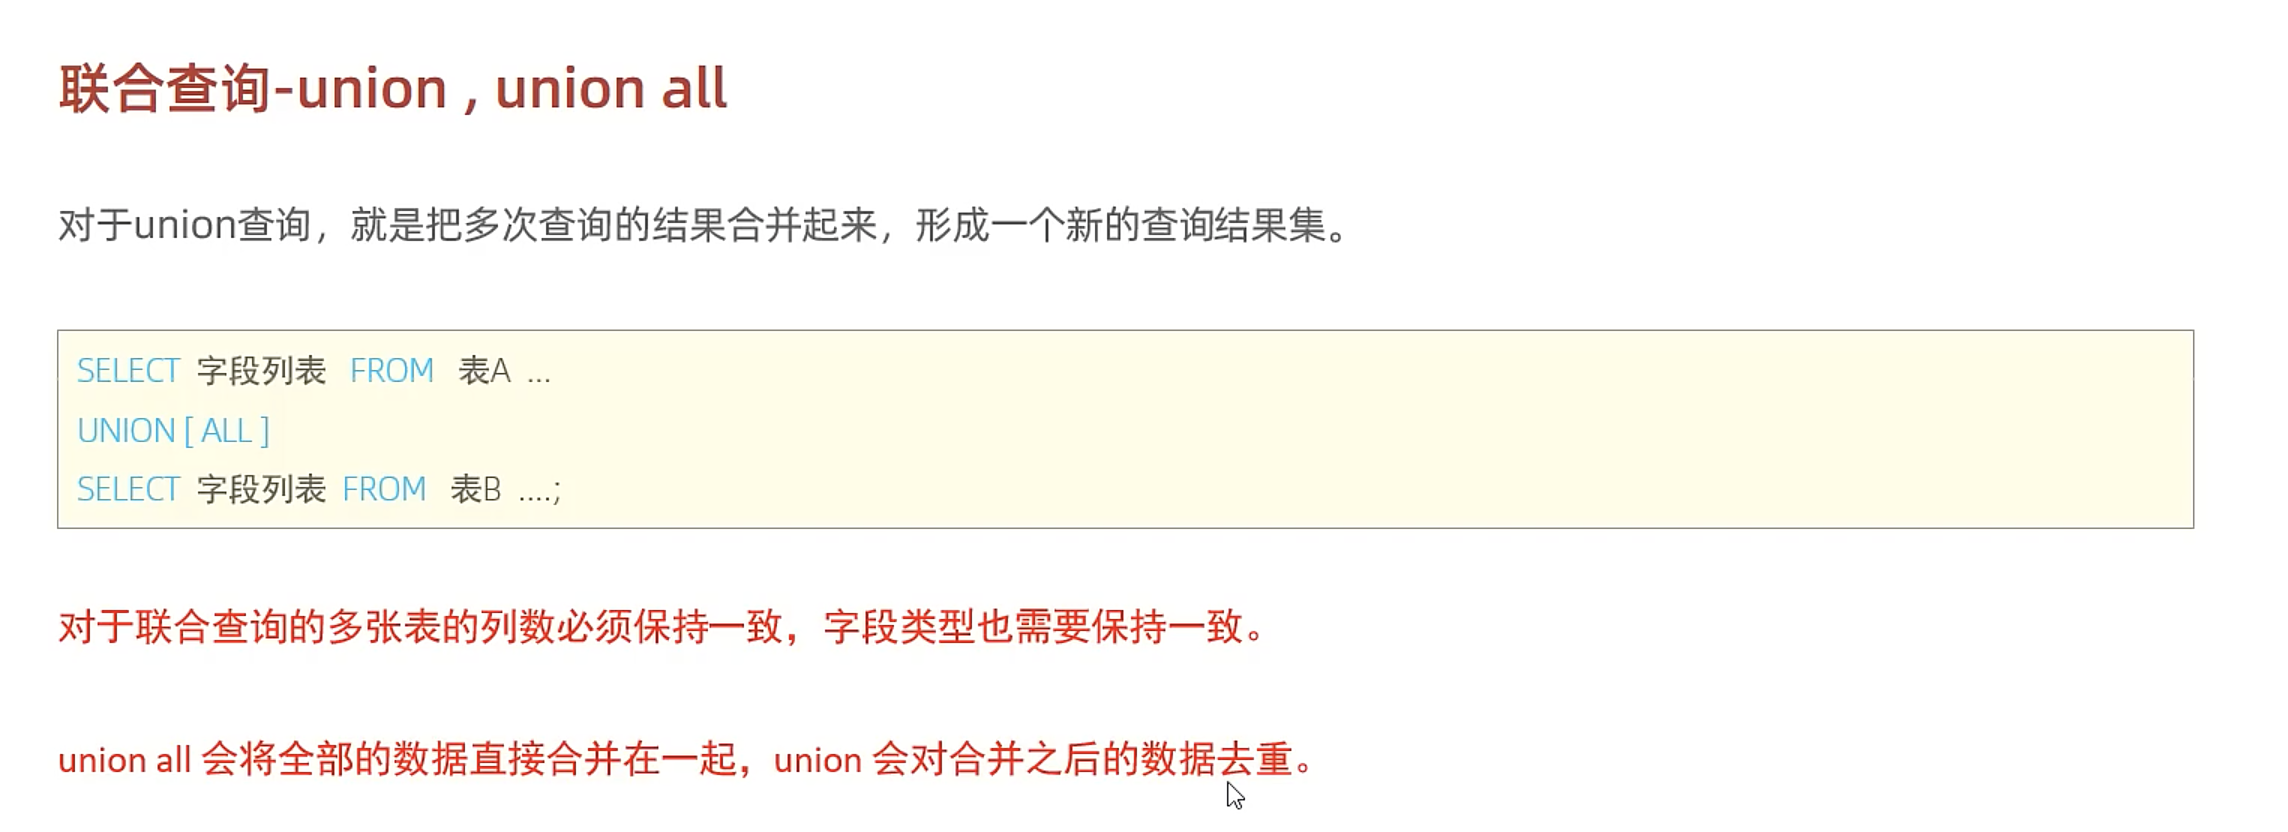 联合查询-union , union all
对于union查询，就是把多次查询的结果合并起来，形成一个新的查询结果集。
SELECT 字段列表 FROM 表A ...
UNION [ ALL ]
SELECT 字段列表 FROM 表B ....;
对于联合查询的多张表的列数必须保持一致，字段类型也需要保持一致。
union all 会将全部的数据直接合并在一起，union 会对合并之后的数据去重。